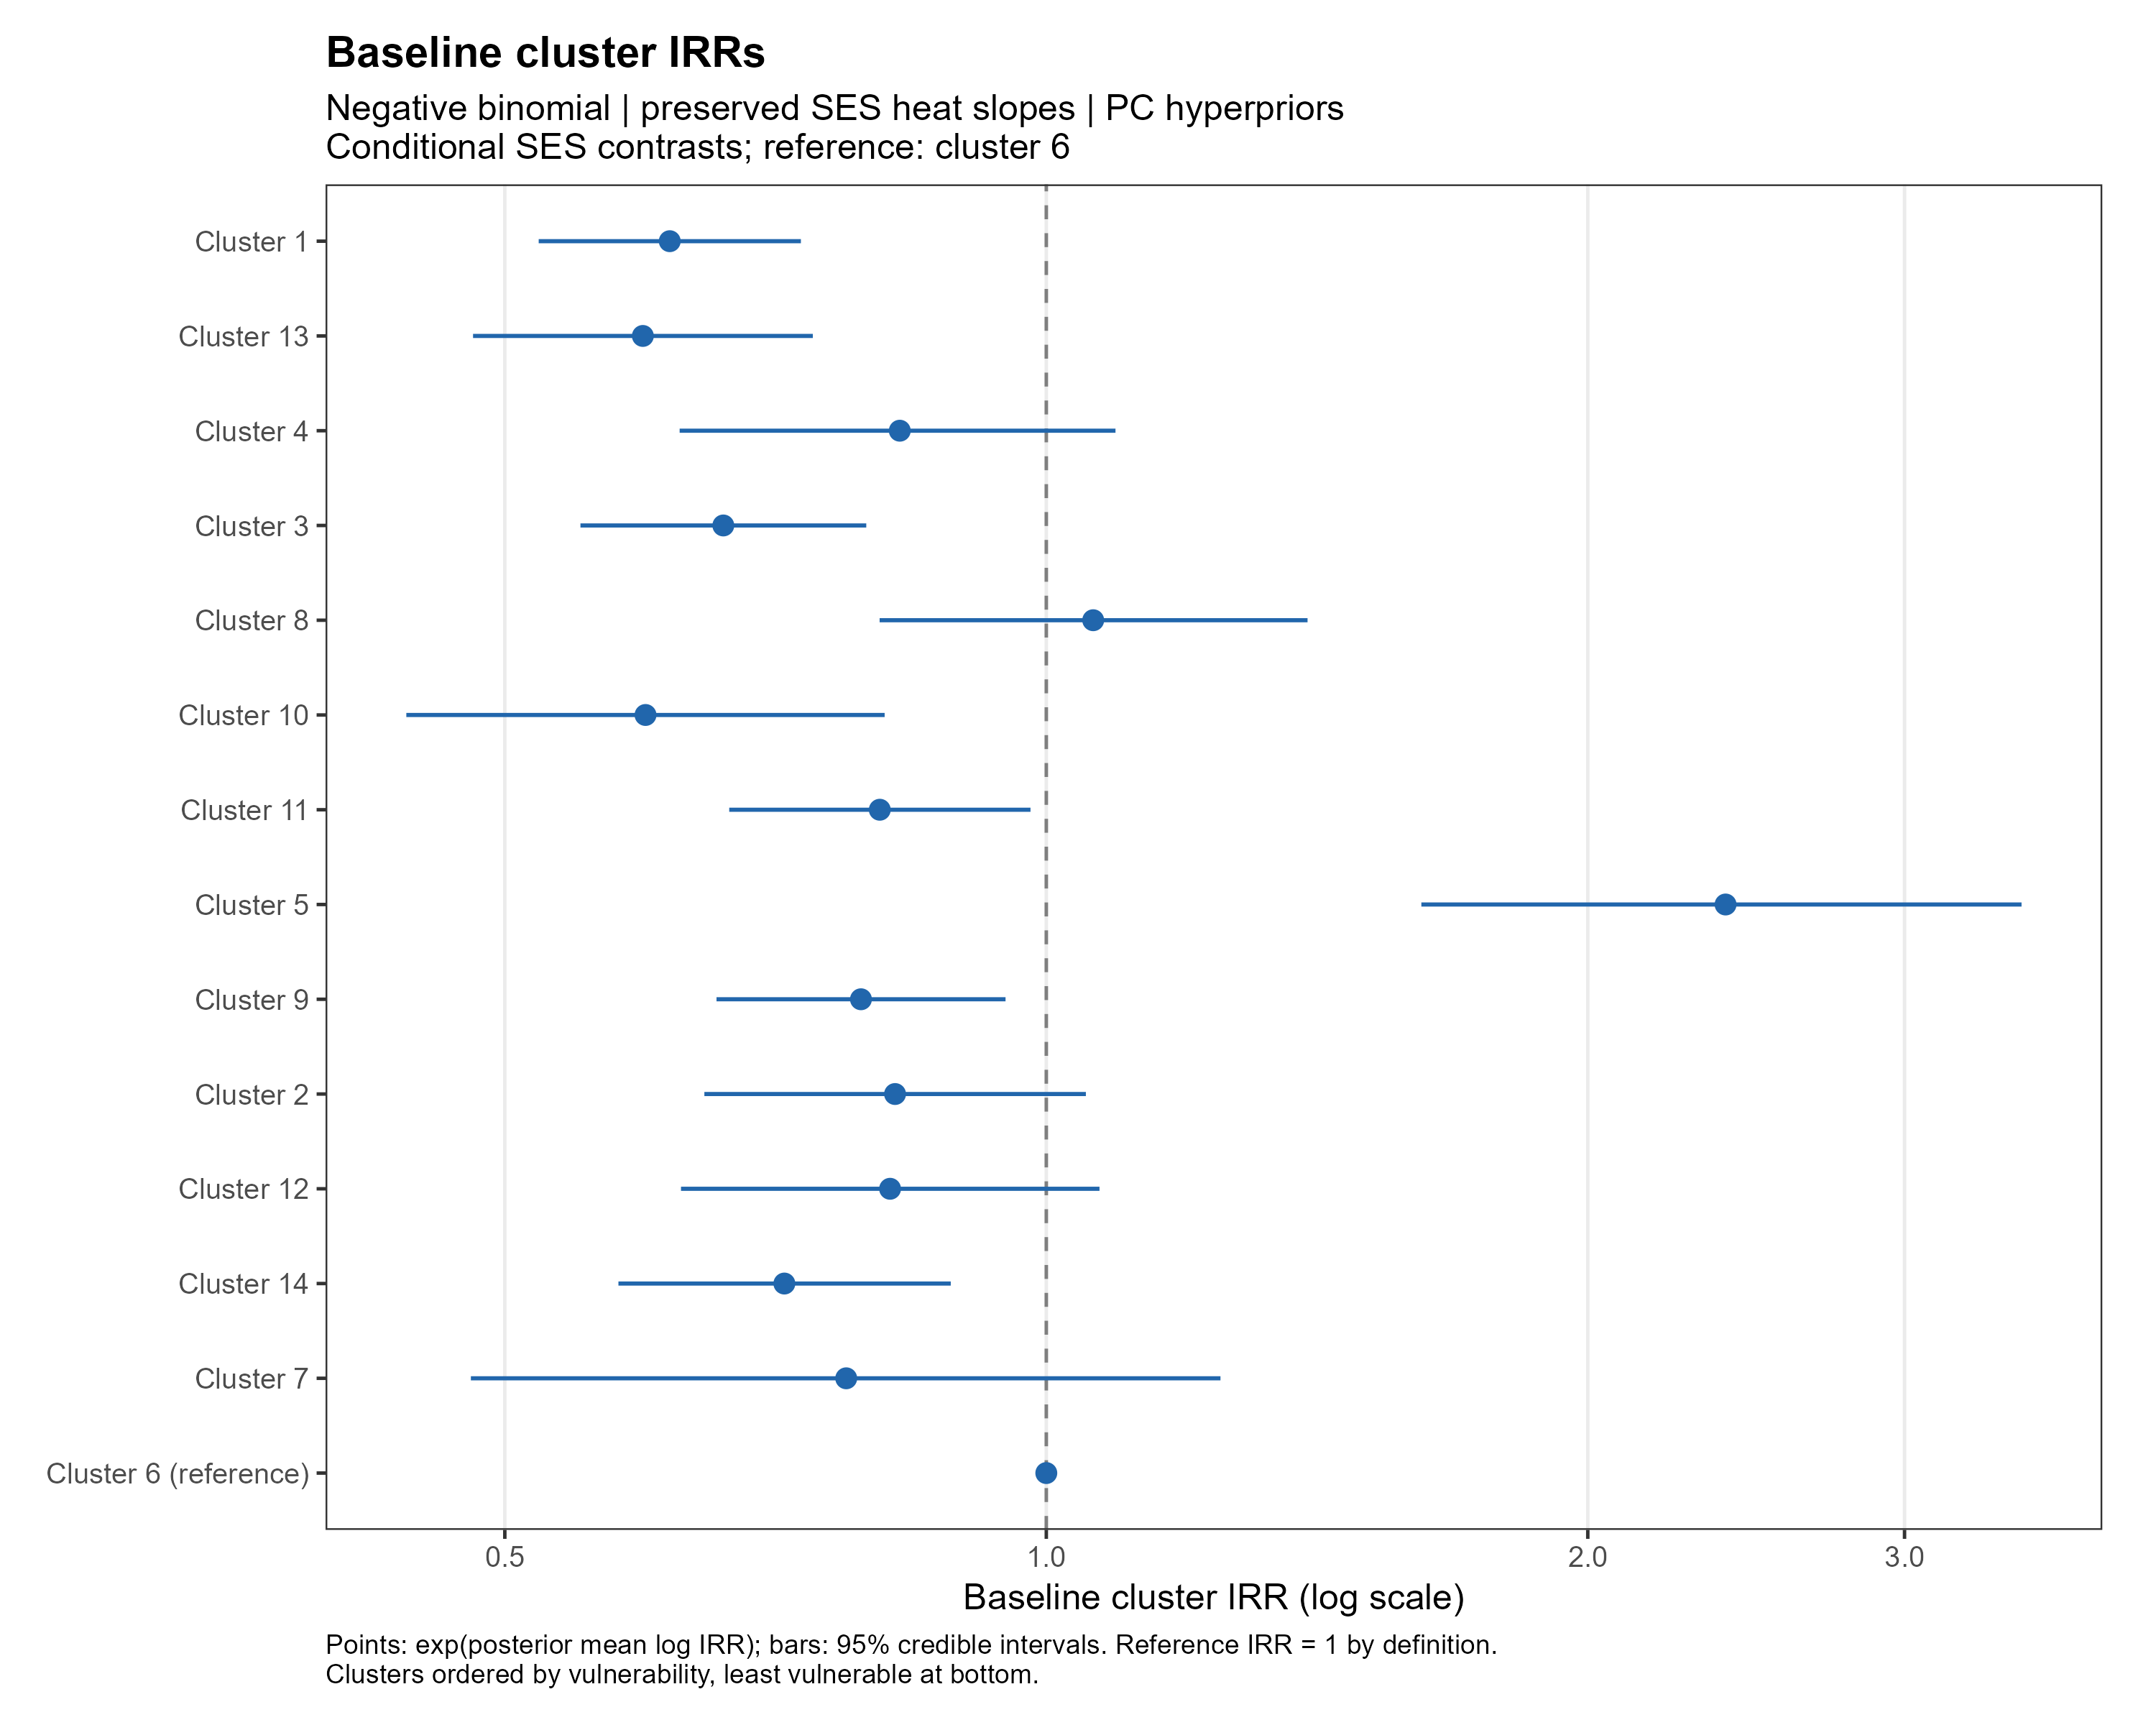 Baseline cluster IRRs
Negative binomial | preserved SES heat slopes | PC hyperpriors
Conditional SES contrasts; reference: cluster 6
Cluster 1
Cluster 13
Cluster 4
Cluster 3
Cluster 8
Cluster 10
Cluster 11
Cluster 5
Cluster 9
Cluster 2
Cluster 12
Cluster 14
Cluster 7
Cluster 6 (reference)
0.5 1.0 2.0 3.0
Baseline cluster IRR (log scale)
Points: exp(posterior mean log IRR); bars: 95% credible intervals. Reference IRR = 1 by definition.
Clusters ordered by vulnerability, least vulnerable at bottom.